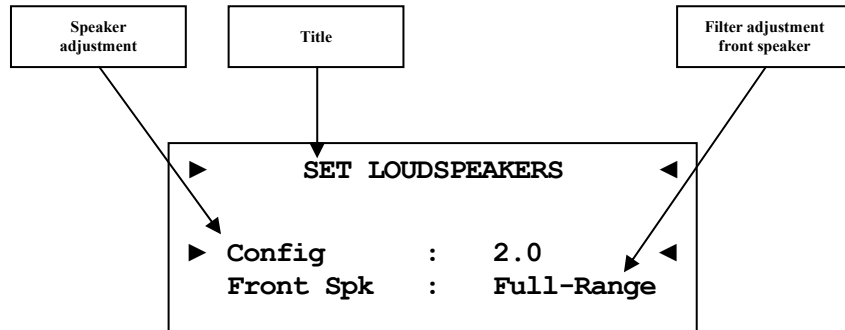 Speaker
adjustment
Title
Filter adjustment
front speaker
► SET LOUDSPEAKERS ◄
► Config : 2.0 ◄
Front Spk : Full-Range